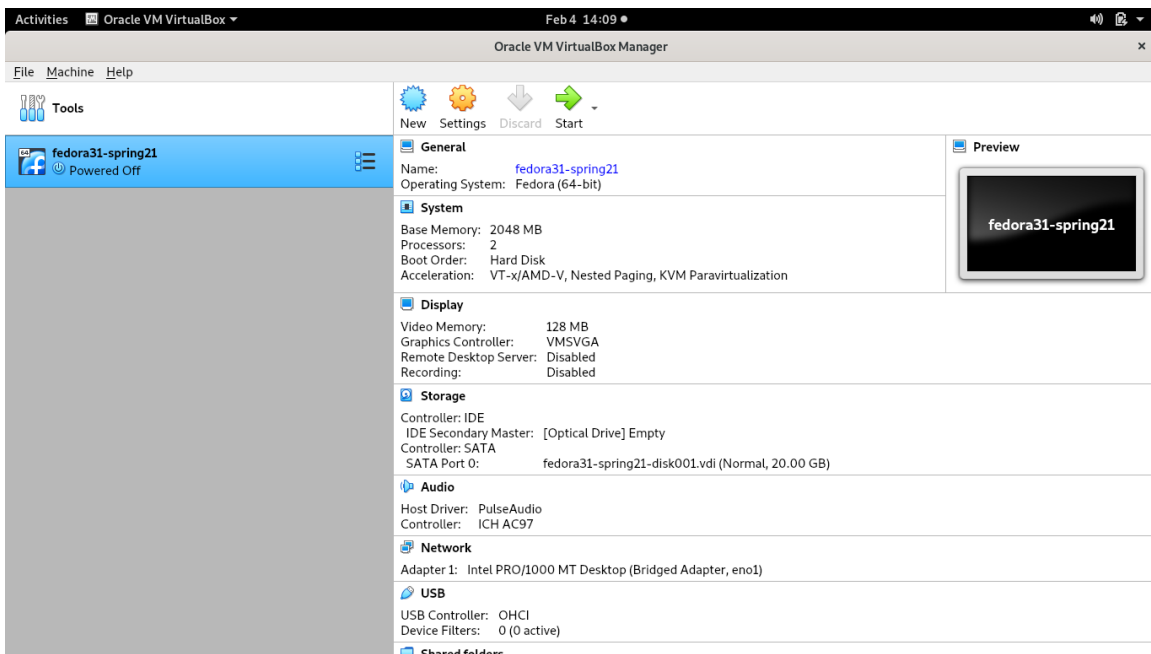 Activities Oracle VM VirtualBox Feb 4 14:09
Oracle VM VirtualBox Manager ×
File Machine Help
Tools
New Settings Discard Start
64
fedora31-spring21
Powered Off
General
Name: fedora31-spring21
Operating System: Fedora (64-bit)
System
Base Memory: 2048 MB
Processors: 2
Boot Order: Hard Disk
Acceleration: VT-x/AMD-V, Nested Paging, KVM Paravirtualization
Preview
fedora31-spring21
Display
Video Memory: 128 MB
Graphics Controller: VMSVGA
Remote Desktop Server: Disabled
Recording: Disabled
Storage
Controller: IDE
IDE Secondary Master: [Optical Drive] Empty
Controller: SATA
SATA Port 0: fedora31-spring21-disk001.vdi (Normal, 20.00 GB)
Audio
Host Driver: PulseAudio
Controller: ICH AC97
Network
Adapter 1: Intel PRO/1000 MT Desktop (Bridged Adapter, eno1)
USB
USB Controller: OHCI
Device Filters: 0 (0 active)
Shared folders